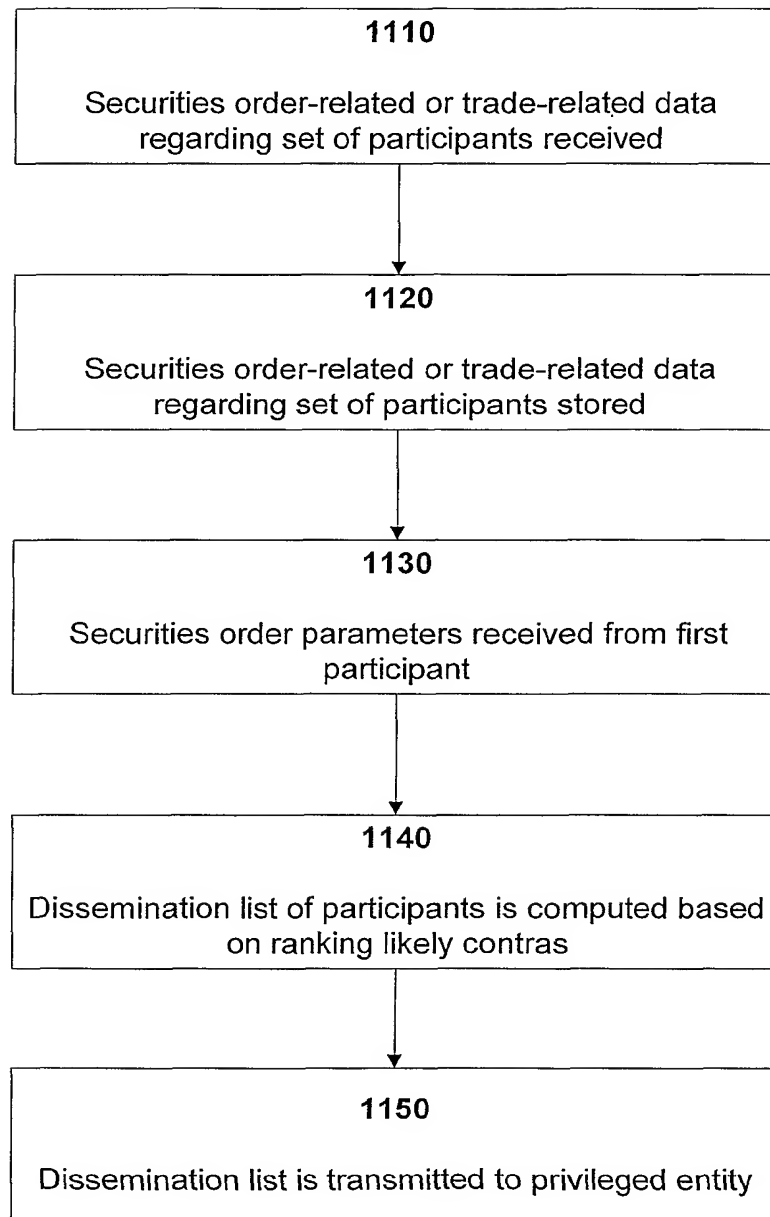 1110
Securities order-related or trade-related data
regarding set of participants received
1120
Securities order-related or trade-related data
regarding set of participants stored
1130
Securities order parameters received from first
participant
1140
Dissemination list of participants is computed based
on ranking likely contras
1150
Dissemination list is transmitted to privileged entity